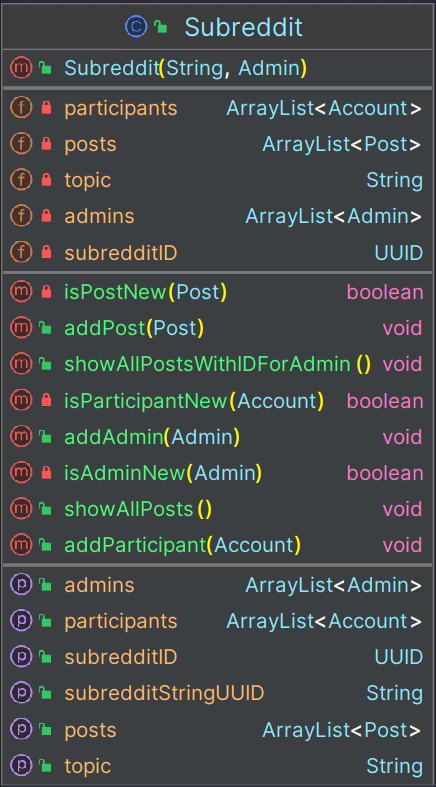 C Subreddit
m Subreddit(String, Admin)
f participants ArrayList<Account>
f posts ArrayList<Post>
f topic String
f admins ArrayList<Admin>
f subredditID UUID
m isPostNew(Post) boolean
m addPost(Post) void
m showAllPostsWithIDForAdmin() void
m isParticipantNew(Account) boolean
m addAdmin(Admin) void
m isAdminNew(Admin) boolean
m showAllPosts() void
m addParticipant(Account) void
p admins ArrayList<Admin>
p participants ArrayList<Account>
p subredditID UUID
p subredditStringUUID String
p posts ArrayList<Post>
p topic String